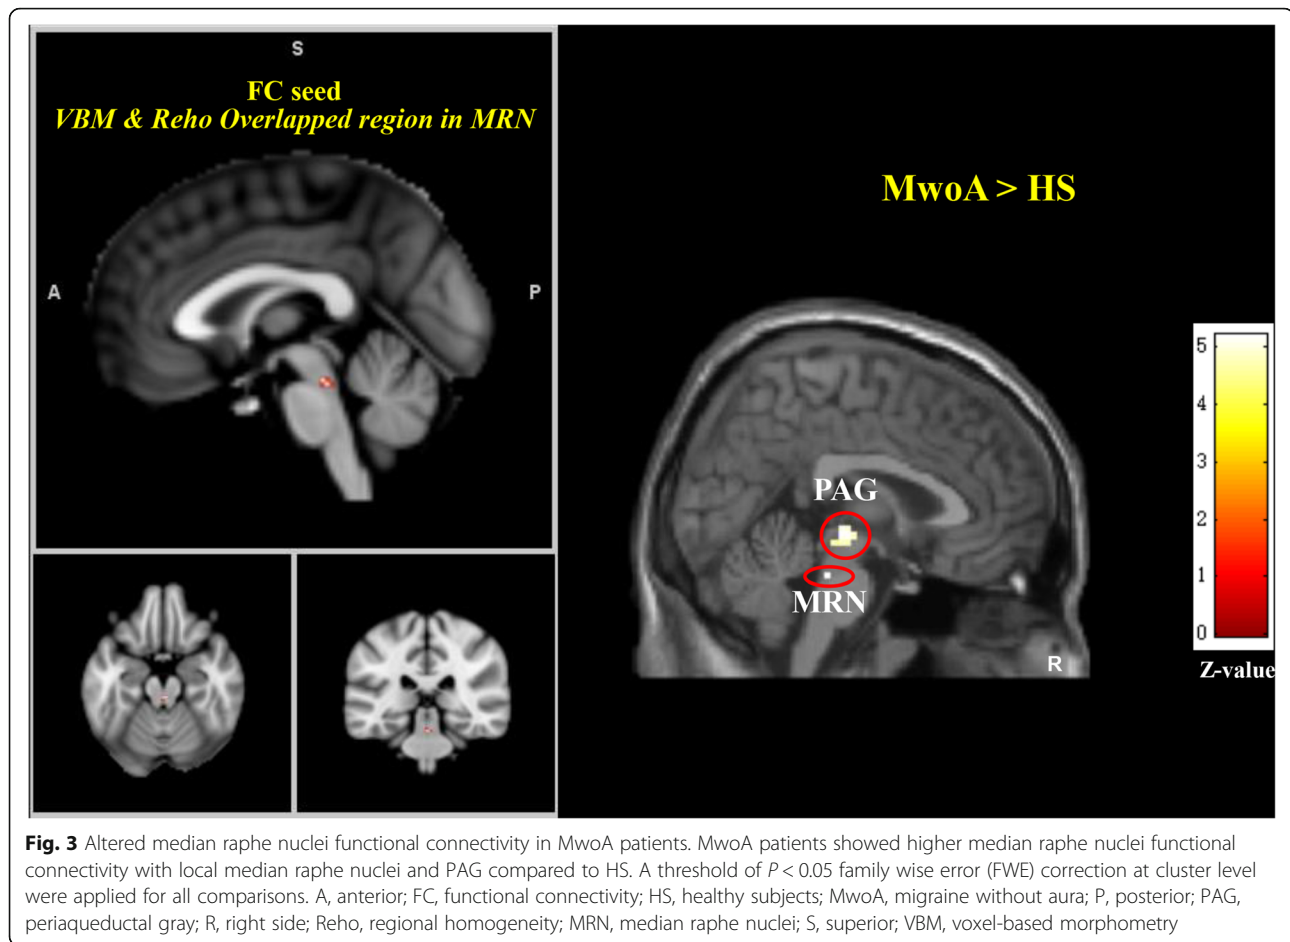 S
FC seed
VBM & Reho Overlapped region in MRN
A
P
MwoA > HS
PAG
MRN
R
5
4
3
2
1
0
Z-value
Fig. 3 Altered median raphe nuclei functional connectivity in MwoA patients. MwoA patients showed higher median raphe nuclei functional
connectivity with local median raphe nuclei and PAG compared to HS. A threshold of P < 0.05 family wise error (FWE) correction at cluster level
were applied for all comparisons. A, anterior; FC, functional connectivity; HS, healthy subjects; MwoA, migraine without aura; P, posterior; PAG,
periaqueductal gray; R, right side; Reho, regional homogeneity; MRN, median raphe nuclei; S, superior; VBM, voxel-based morphometry